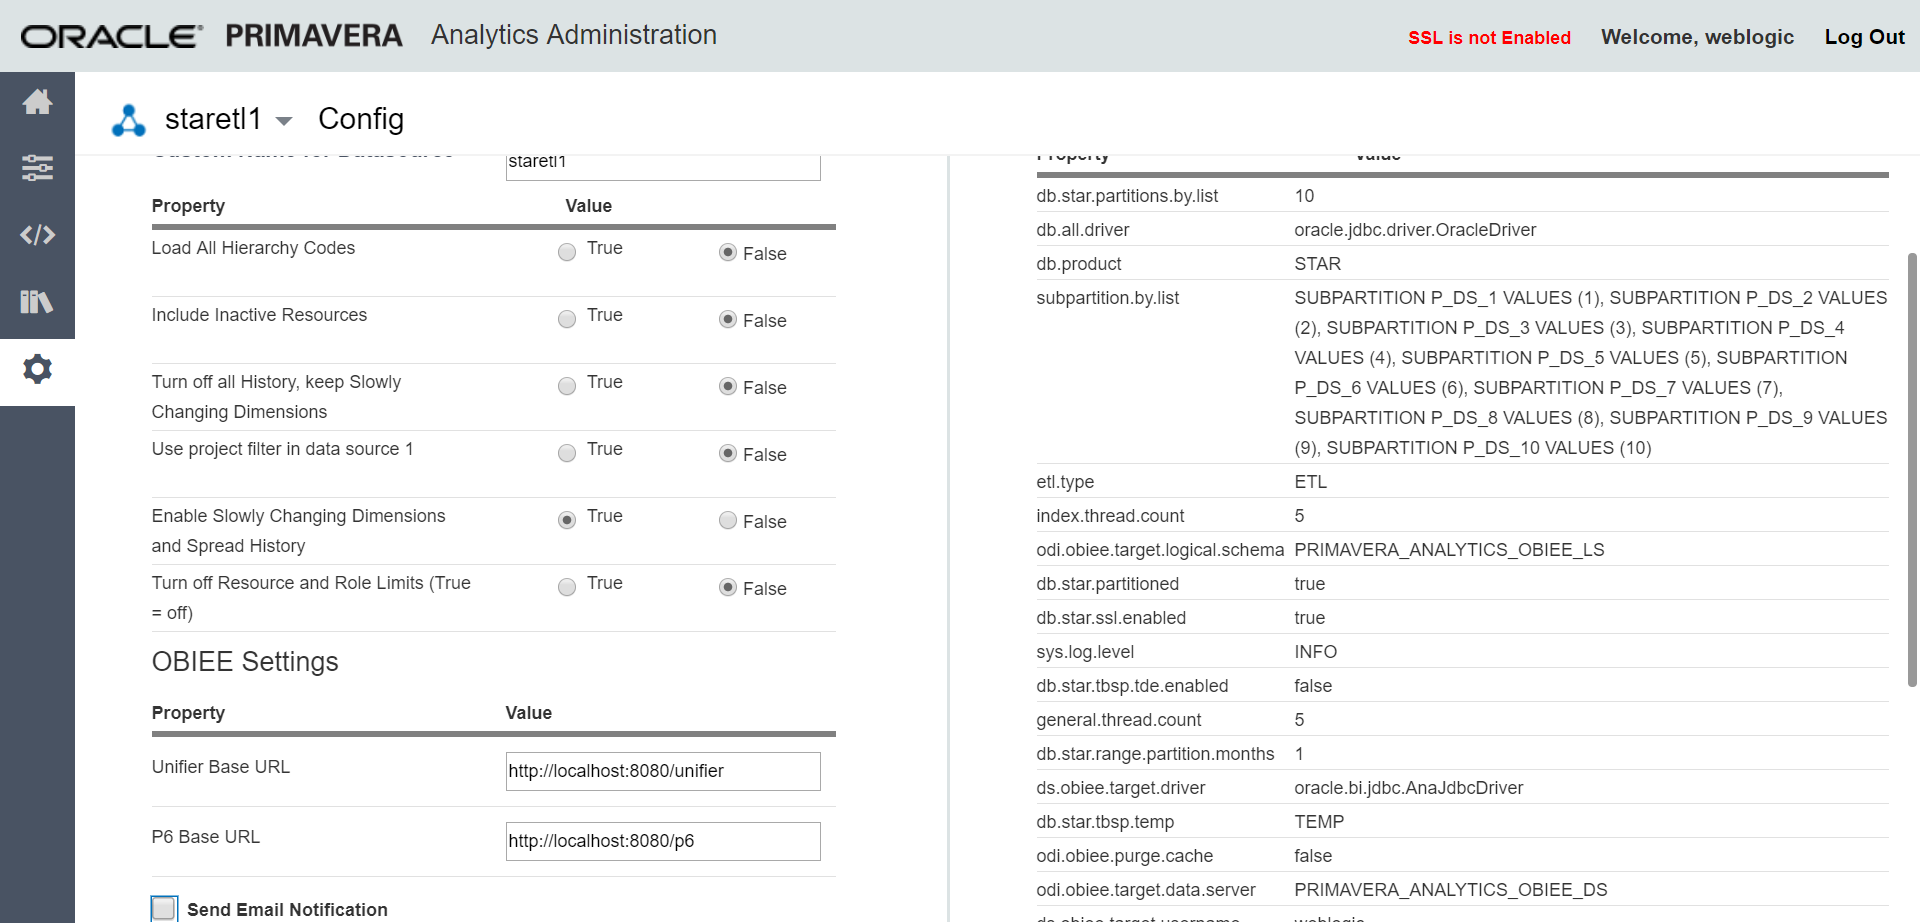 ORACLE PRIMAVERA Analytics Administration
SSL is not Enabled Welcome, weblogic Log Out
staretl1 Config
Custom Name for Datasource staretl1
Property Value
Load All Hierarchy Codes True False
Include Inactive Resources True False
Turn off all History, keep Slowly
Changing Dimensions True False
Use project filter in data source 1 True False
Enable Slowly Changing Dimensions
and Spread History True False
Turn off Resource and Role Limits (True
= off) True False
OBIEE Settings
Property Value
Unifier Base URL http://localhost:8080/unifier
P6 Base URL http://localhost:8080/p6
Send Email Notification
Property Value
db.star.partitions.by.list 10
db.all.driver oracle.jdbc.driver.OracleDriver
db.product STAR
subpartition.by.list SUBPARTITION P_DS_1 VALUES (1), SUBPARTITION P_DS_2 VALUES
(2), SUBPARTITION P_DS_3 VALUES (3), SUBPARTITION P_DS_4
VALUES (4), SUBPARTITION P_DS_5 VALUES (5), SUBPARTITION
P_DS_6 VALUES (6), SUBPARTITION P_DS_7 VALUES (7),
SUBPARTITION P_DS_8 VALUES (8), SUBPARTITION P_DS_9 VALUES
(9), SUBPARTITION P_DS_10 VALUES (10)
etl.type ETL
index.thread.count 5
odi.obiee.target.logical.schema PRIMAVERA_ANALYTICS_OBIEE_LS
db.star.partitioned true
db.star.ssl.enabled true
sys.log.level INFO
db.star.tbsp.tde.enabled false
general.thread.count 5
db.star.range.partition.months 1
ds.obiee.target.driver oracle.bi.jdbc.AnaJdbcDriver
db.star.tbsp.temp TEMP
odi.obiee.purge.cache false
odi.obiee.target.data.server PRIMAVERA_ANALYTICS_OBIEE_DS
ds.obiee.target.username weblogic